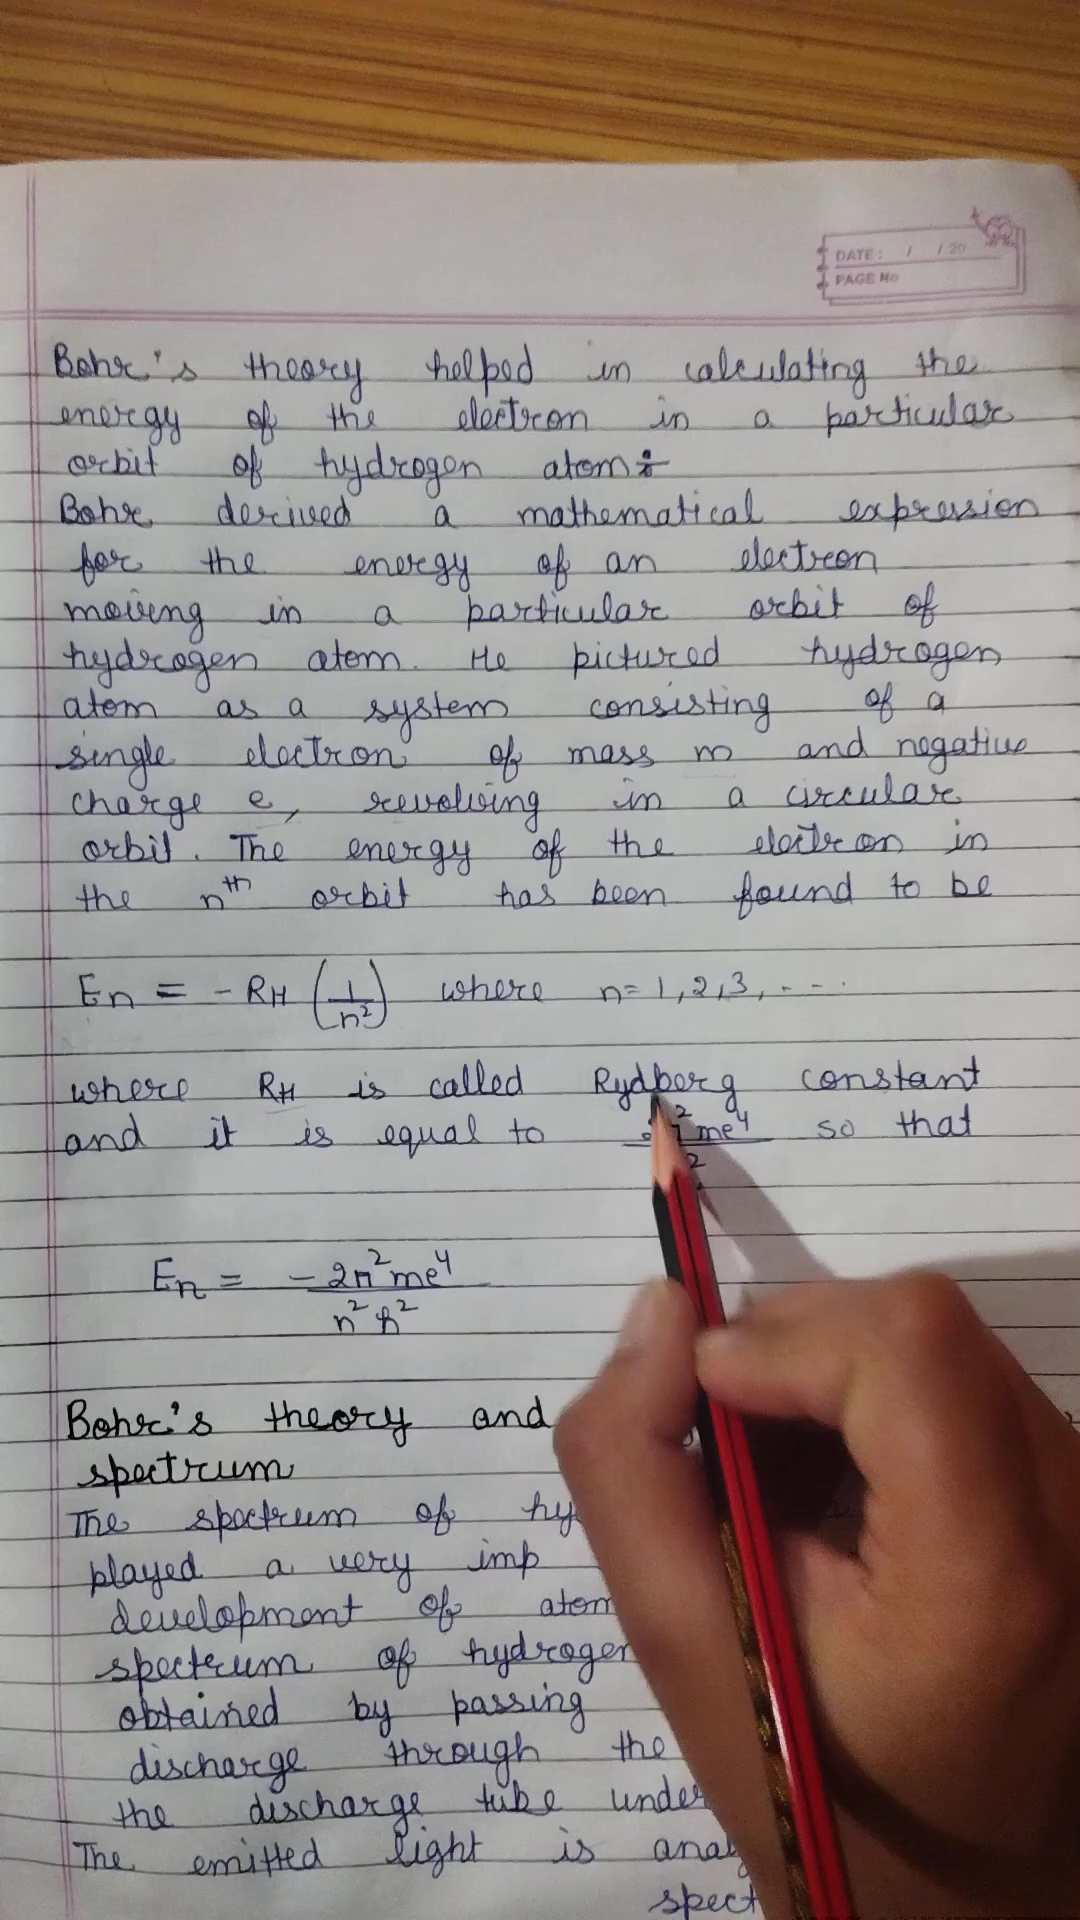 DATE: / / 20
PAGE No
Bohr's theory helped in calculating the
energy of the electron in a particular
orbit of hydrogen atom:
Bohr derived a mathematical expression
for the energy of an electron
moving in a particular orbit of
hydrogen atom. He pictured hydrogen
atom as a system consisting of a
single electron of mass m and negative
charge e, revolving in a circular
orbit. The energy of the electron in
the nth orbit has been found to be
En = -RH (1/n²) where n=1,2,3,----
where RH is called Rydberg constant
and it is equal to me⁴ so that
2
En = -2π²me⁴
n²h²
Bohr's theory and
spectrum
The spectrum of hy
played a very imp
development of atom
spectrum of hydrogen
obtained by passing
discharge through the
the discharge tube under
The emitted light is analy
spect